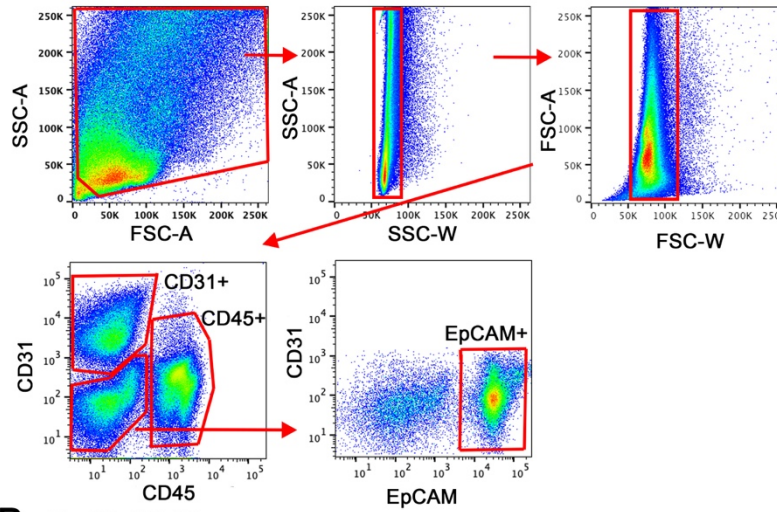 250K 250K 250K
200K 200K 200K
150K 150K 150K
100K 100K 100K
50K 50K 50K
0 0 0
SSC-A SSC-A FSC-A
0 50K 100K 150K 200K 250K
0 50K 100K 150K 200K 250K
50K 100K 150K 200K 250K
FSC-A SSC-W FSC-W
CD31+
CD45+
10^5
10^4
10^3
10^2
10^1
CD31
10^1 10^2 10^3 10^4 10^5
CD45
EpCAM+
10^5
10^4
10^3
10^2
10^1
CD31
10^1 10^2 10^3 10^4 10^5
EpCAM